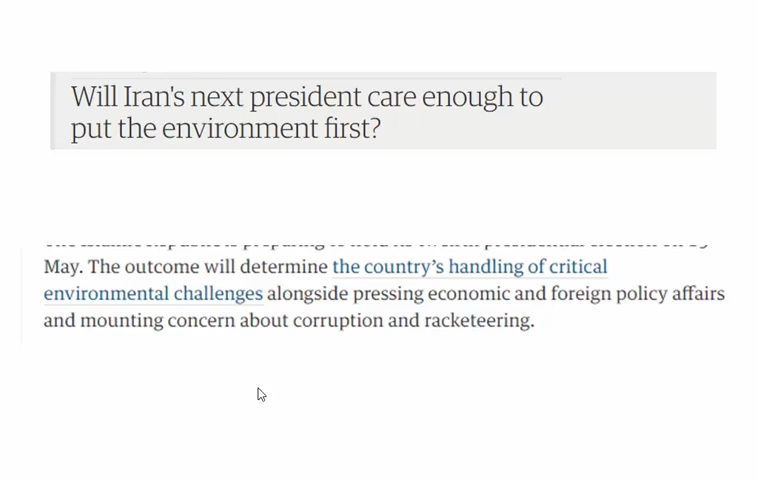 Will Iran's next president care enough to
put the environment first?
May. The outcome will determine the country’s handling of critical
environmental challenges alongside pressing economic and foreign policy affairs
and mounting concern about corruption and racketeering.